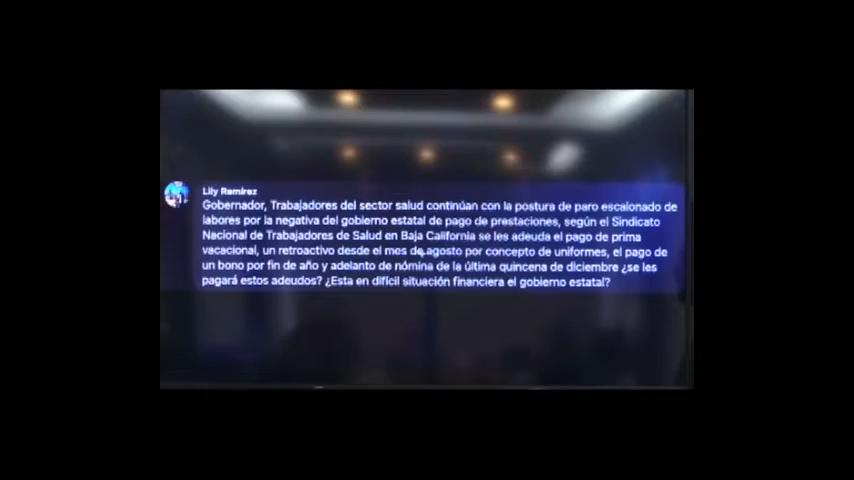 Lily Ramírez
Gobernador, Trabajadores del sector salud continúan con la postura de paro escalonado de
labores por la negativa del gobierno estatal de pago de prestaciones, según el Sindicato
Nacional de Trabajadores de Salud en Baja California se les adeuda el pago de prima
vacacional, un retroactivo desde el mes de agosto por concepto de uniformes, el pago de
un bono por fin de año y adelanto de nómina de la última quincena de diciembre ¿se les
pagará estos adeudos? ¿Esta en difícil situación financiera el gobierno estatal?